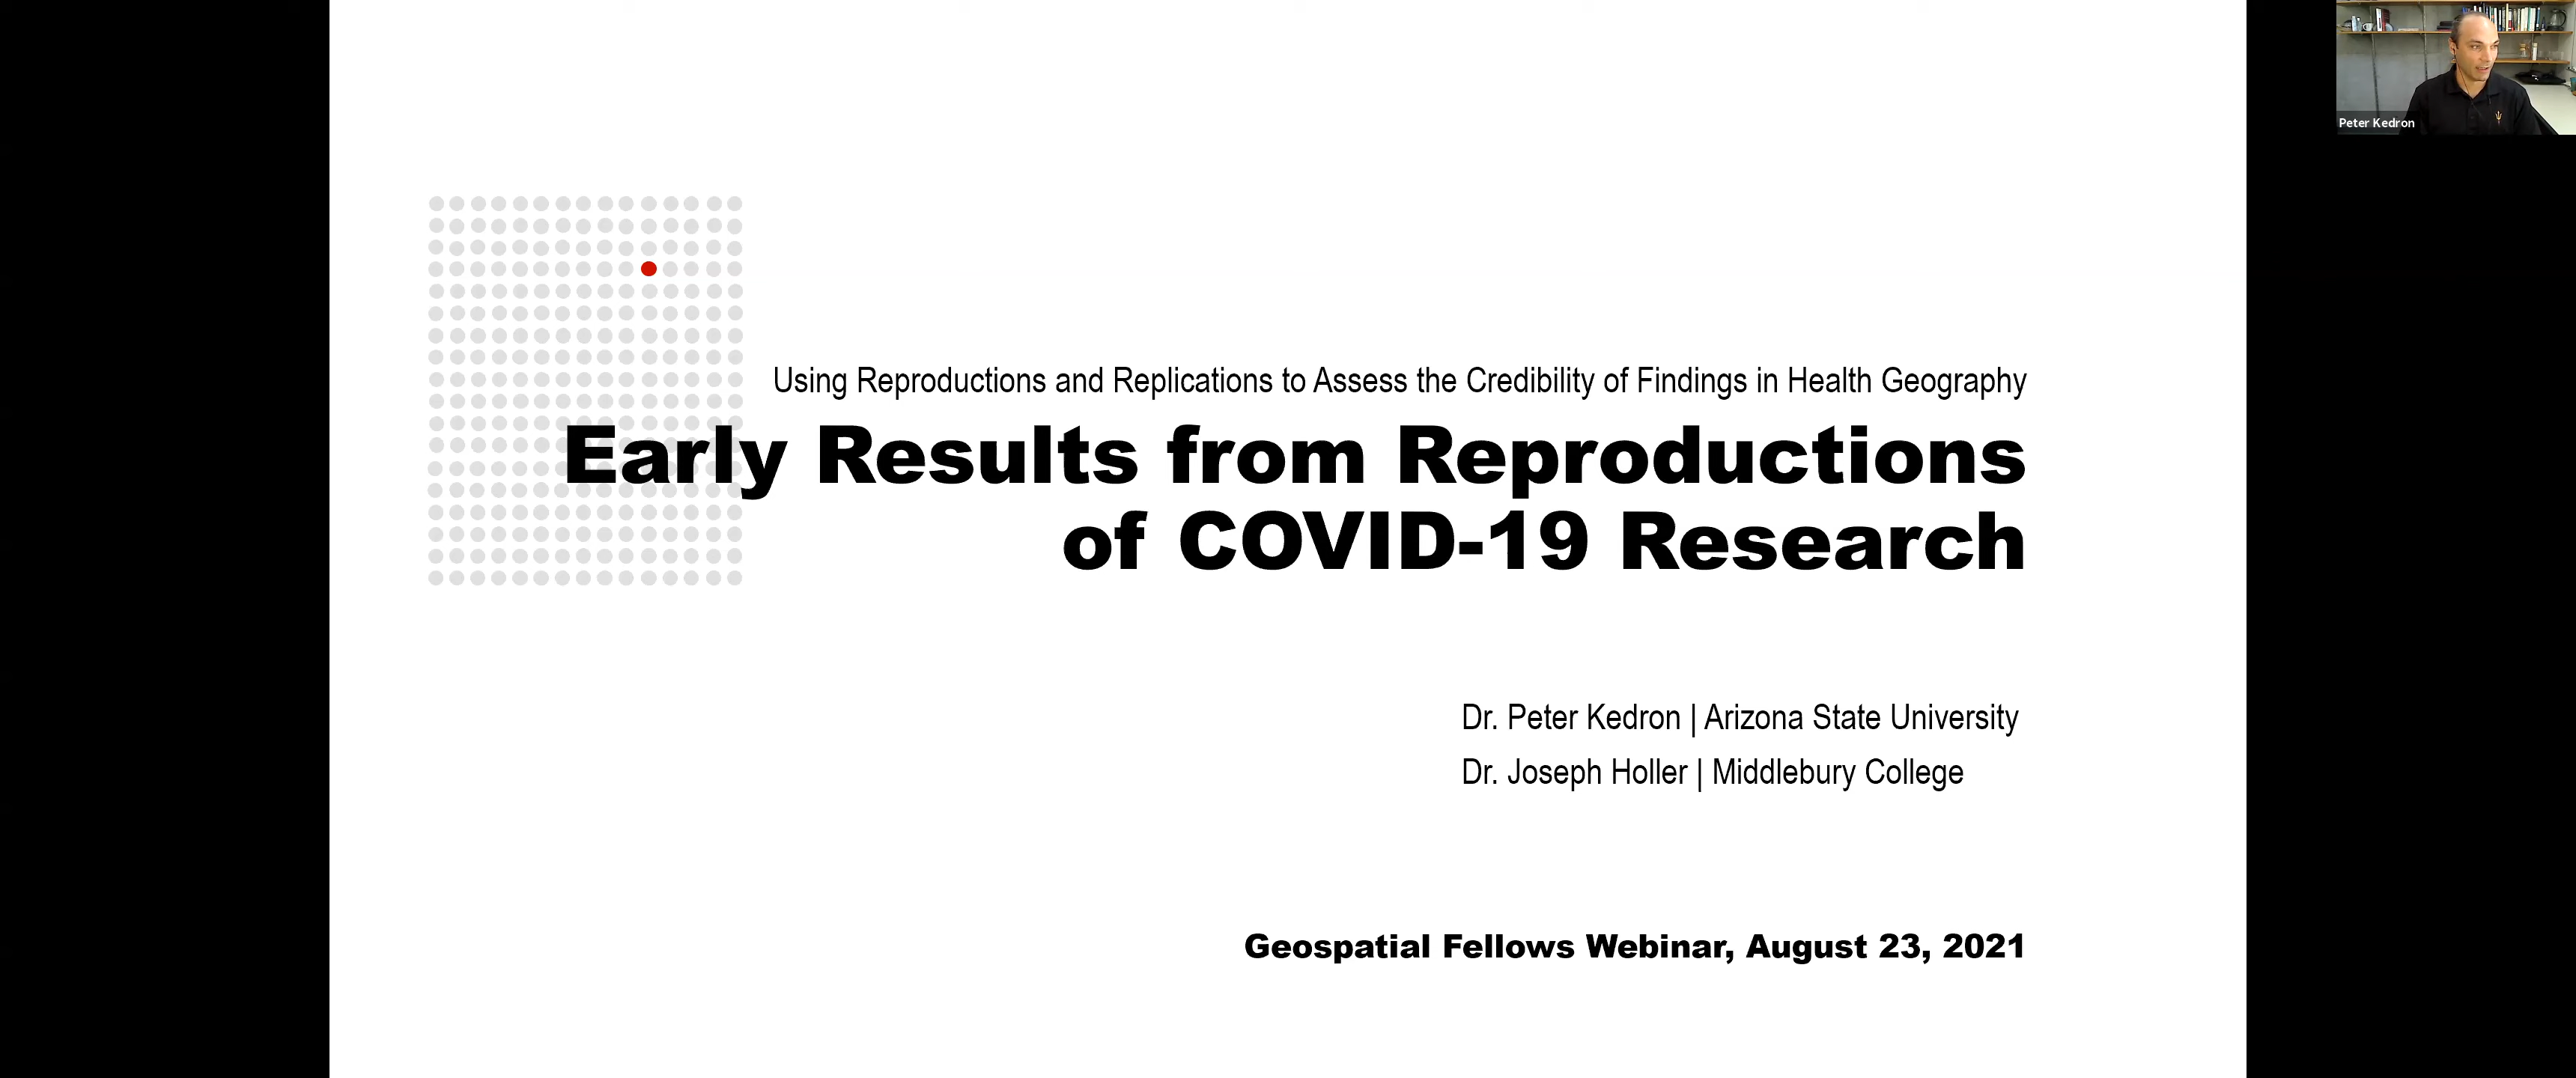 Peter Kedron
Using Reproductions and Replications to Assess the Credibility of Findings in Health Geography
Early Results from Reproductions
of COVID-19 Research
Dr. Peter Kedron | Arizona State University
Dr. Joseph Holler | Middlebury College
Geospatial Fellows Webinar, August 23, 2021